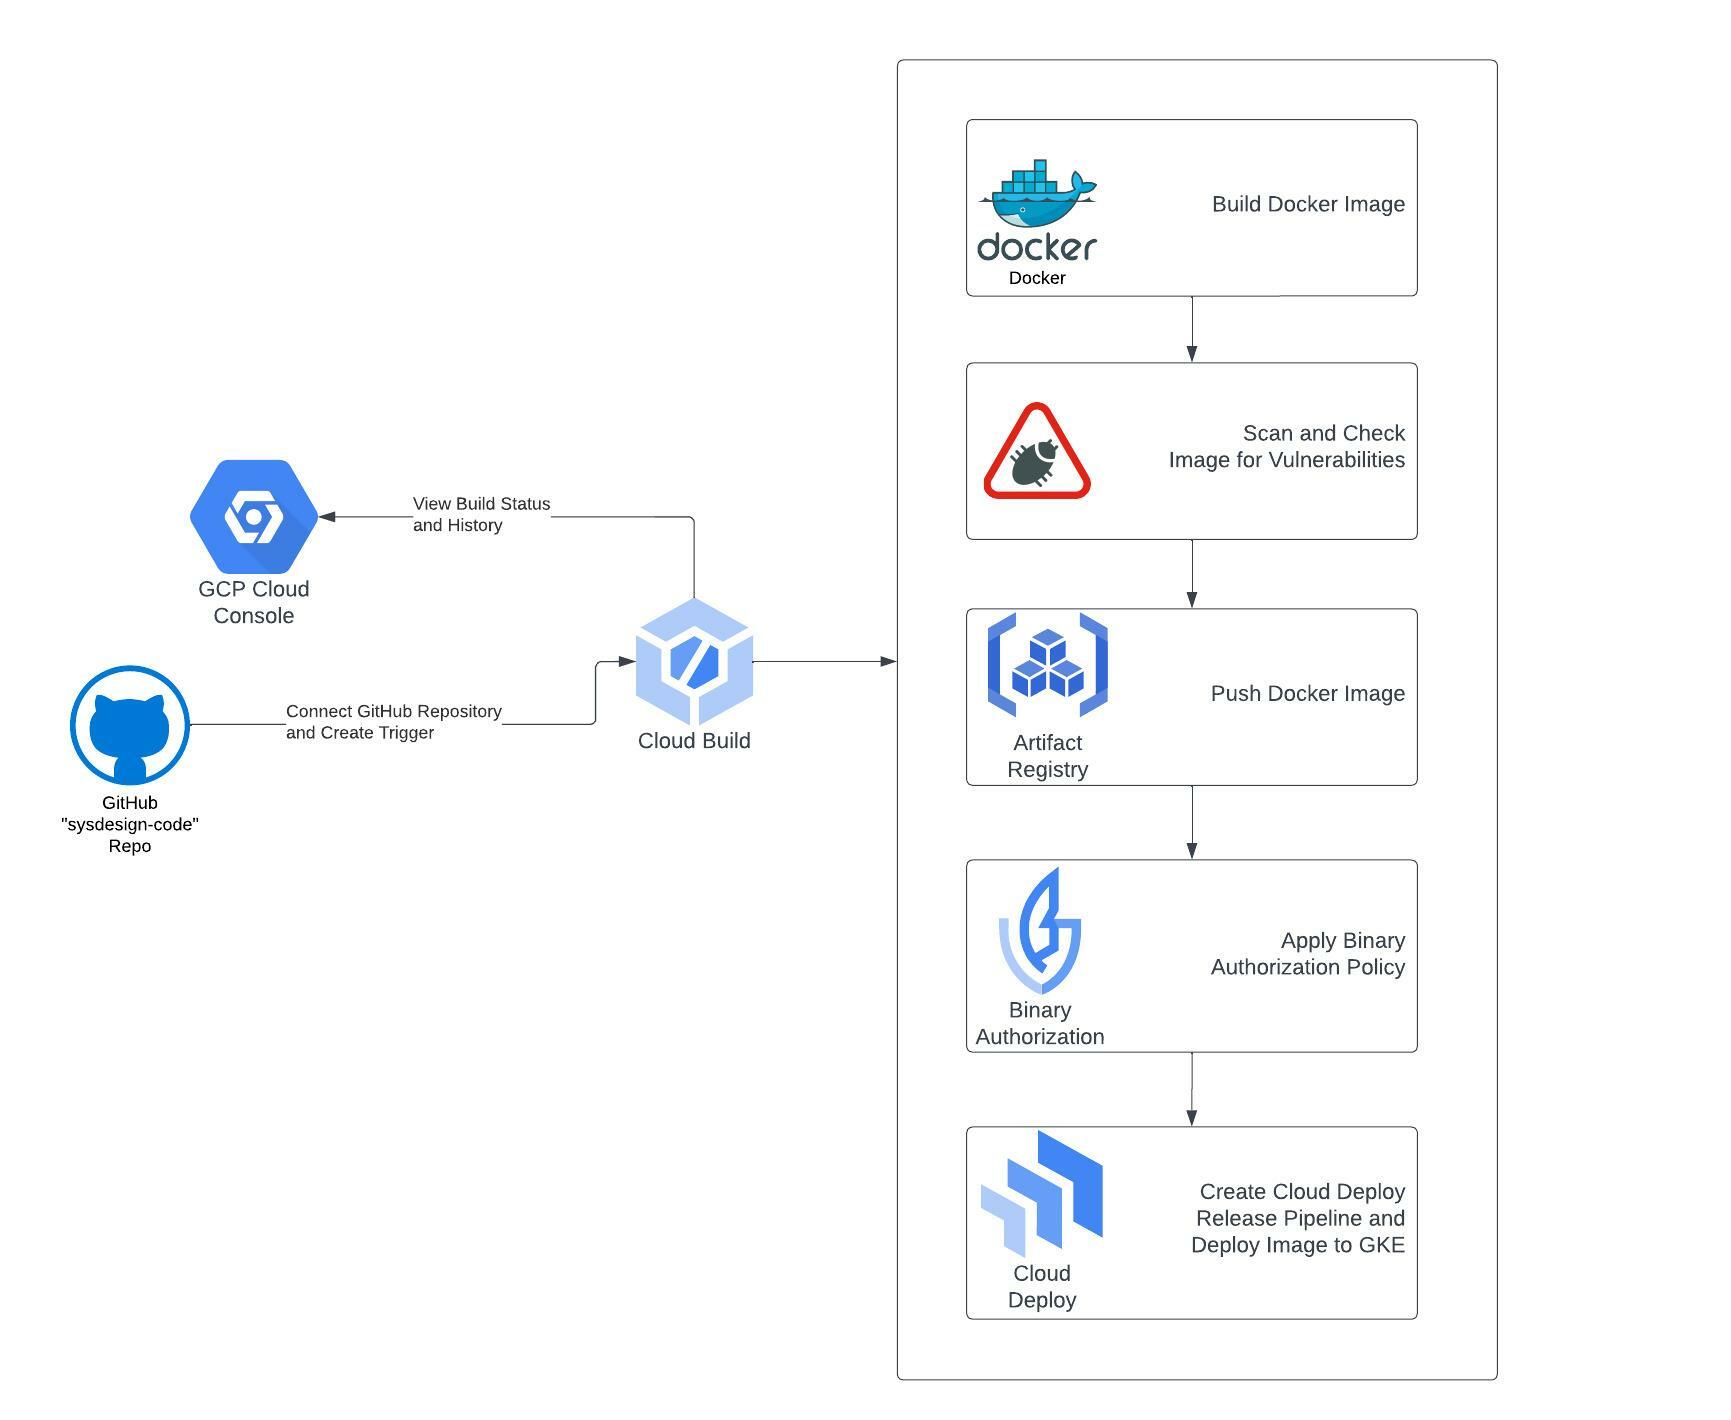 docker
Docker
Build Docker Image
Scan and Check
Image for Vulnerabilities
View Build Status
and History
GCP Cloud
Console
Connect GitHub Repository
and Create Trigger
Cloud Build
GitHub
"sysdesign-code"
Repo
Push Docker Image
Artifact
Registry
Apply Binary
Authorization Policy
Binary
Authorization
Create Cloud Deploy
Release Pipeline and
Deploy Image to GKE
Cloud
Deploy